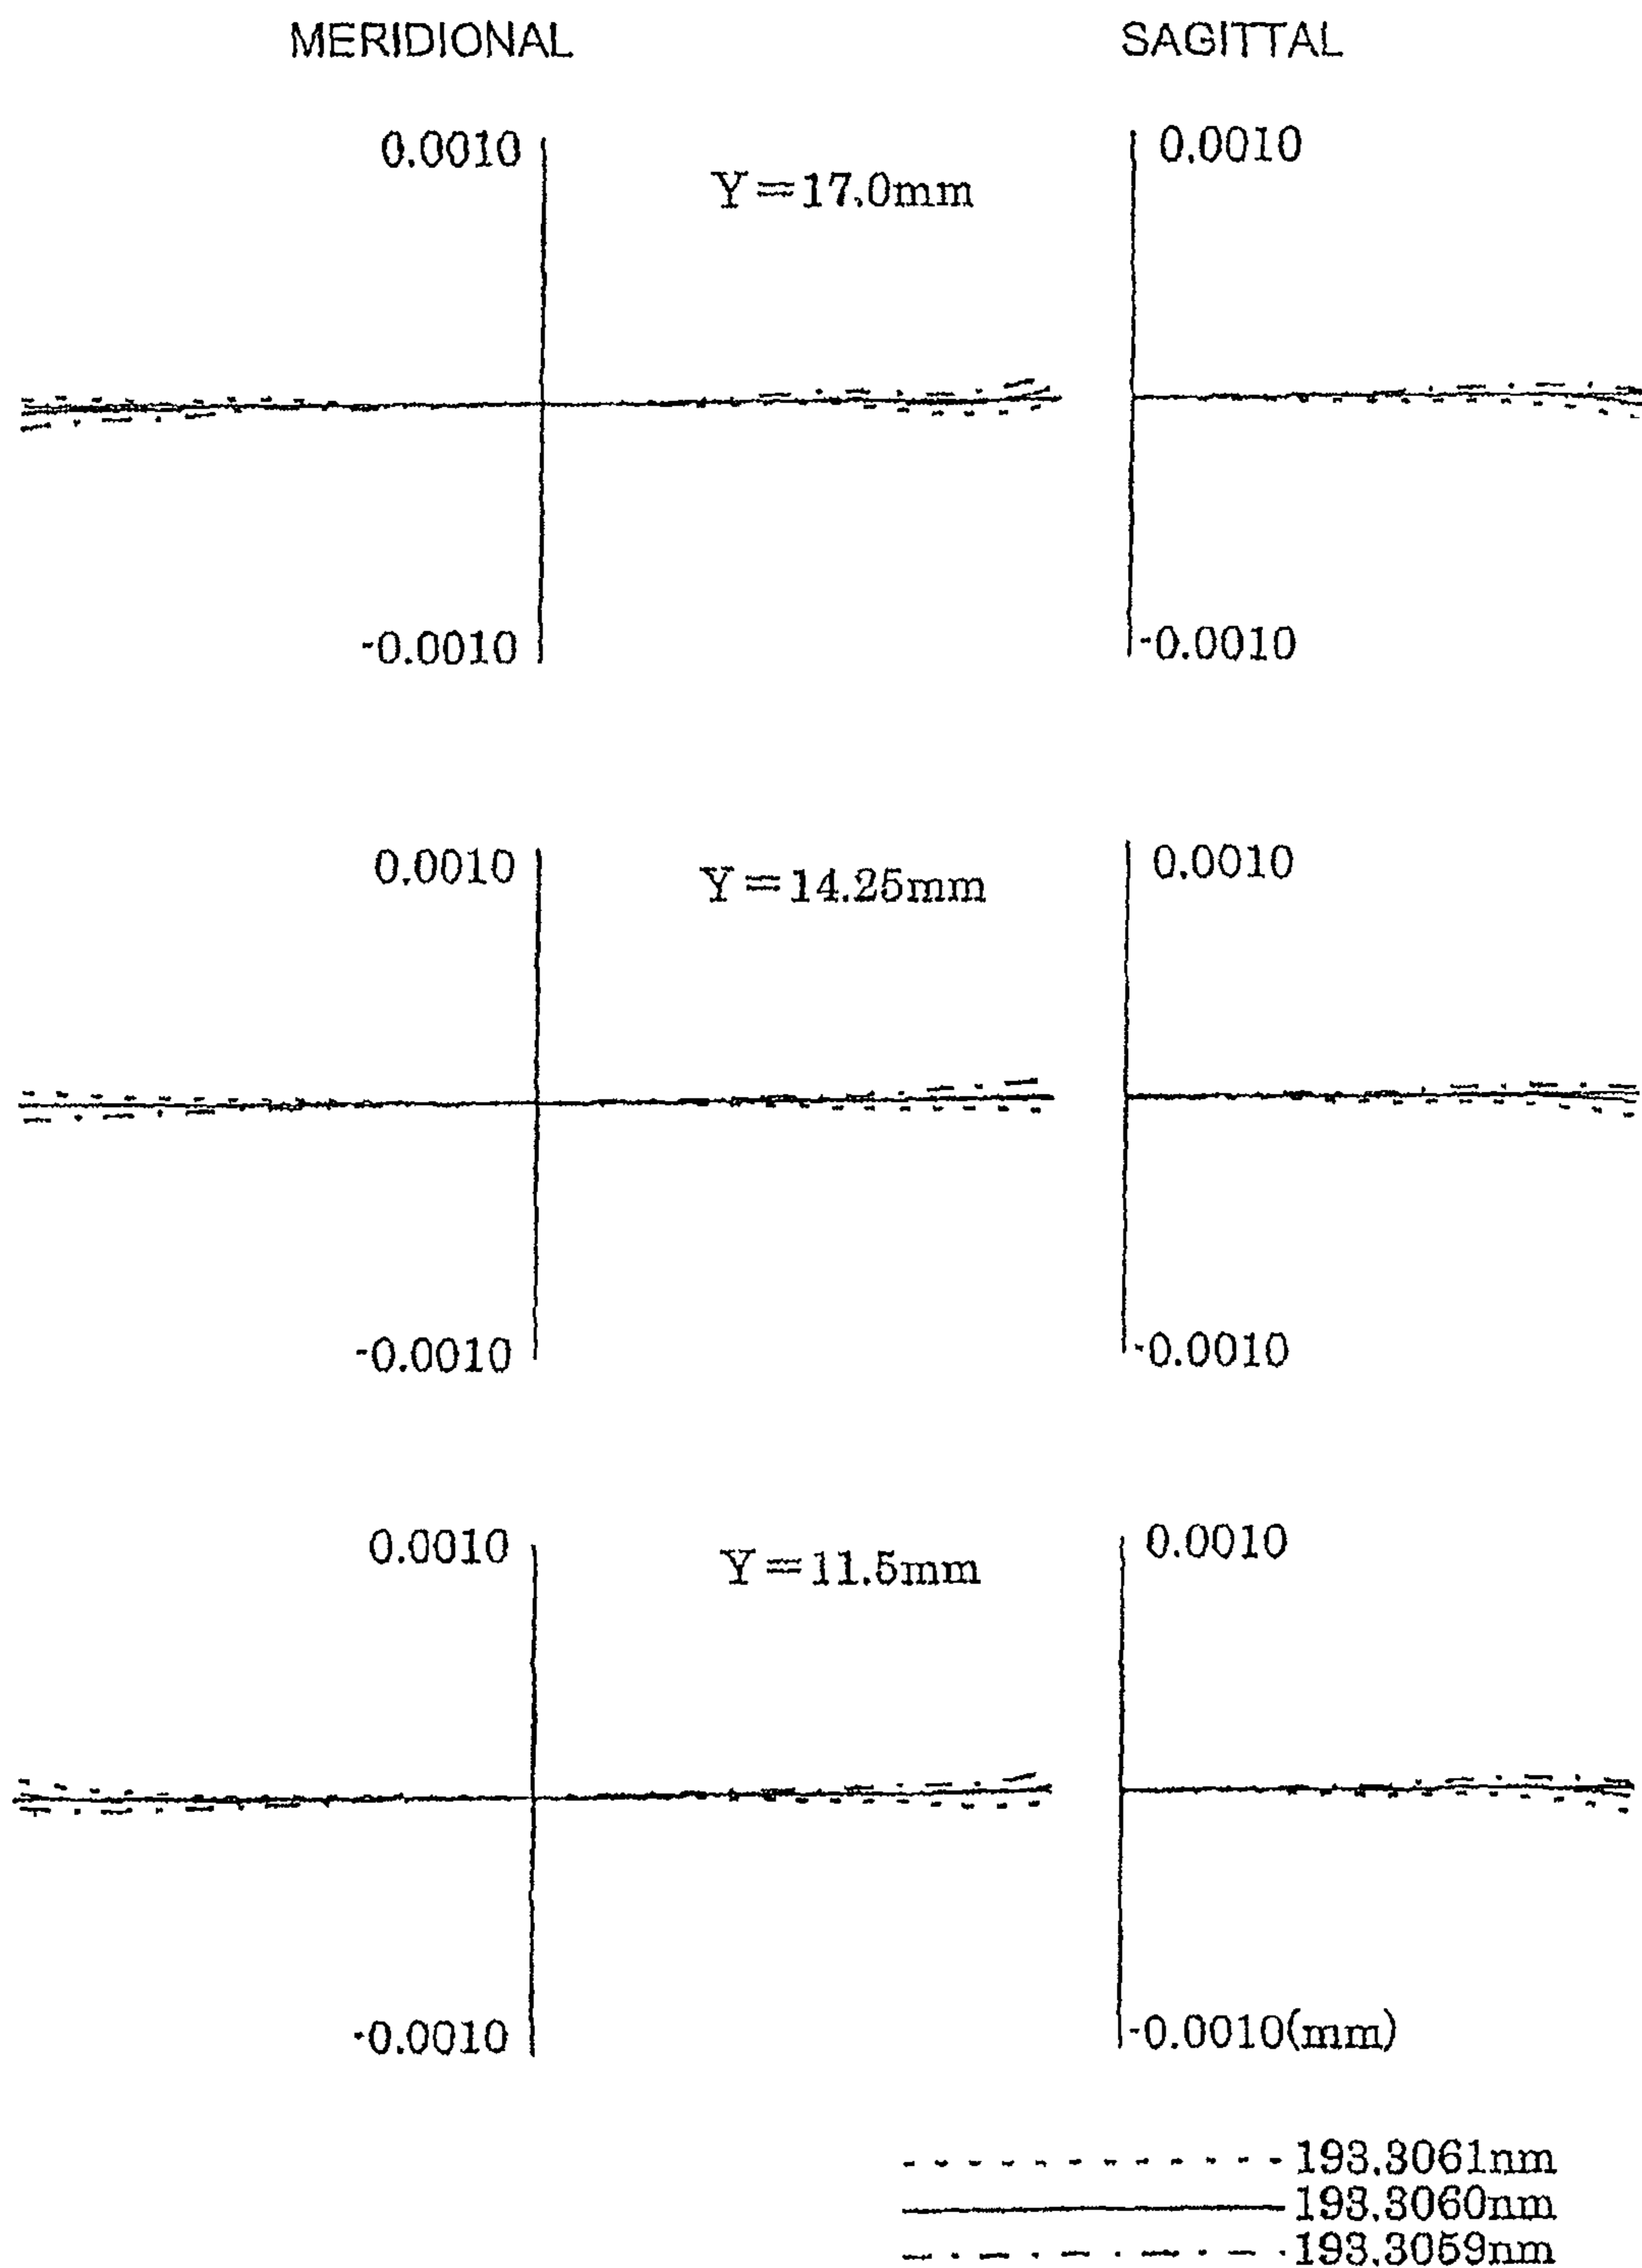 MERIDIONAL SAGITTAL
0.0010 Y=17.0mm 0.0010
-0.0010 -0.0010
0.0010 Y=14.25mm 0.0010
-0.0010 -0.0010
0.0010 Y=11.5mm 0.0010
-0.0010 -0.0010(mm)
193.3061nm
193.3060nm
193.3059nm